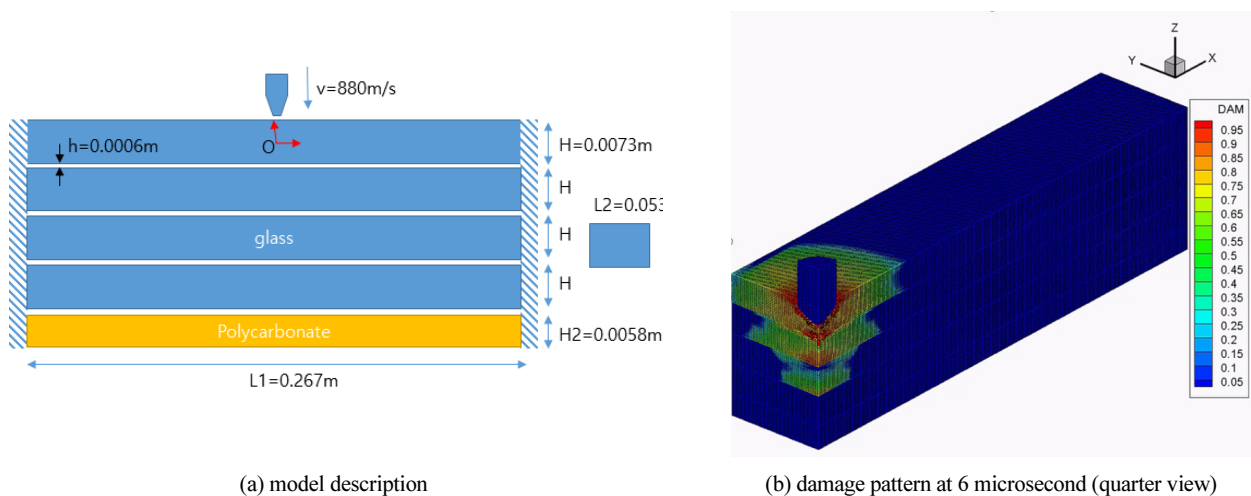 v=880m/s
h=0.0006m
O
H=0.0073m
H
L2=0.053
glass
H
H
Polycarbonate
H2=0.0058m
L1=0.267m
(a) model description
Z
Y
X
DAM
0.95
0.9
0.85
0.8
0.75
0.7
0.65
0.6
0.55
0.5
0.45
0.4
0.35
0.3
0.25
0.2
0.15
0.1
0.05
(b) damage pattern at 6 microsecond (quarter view)